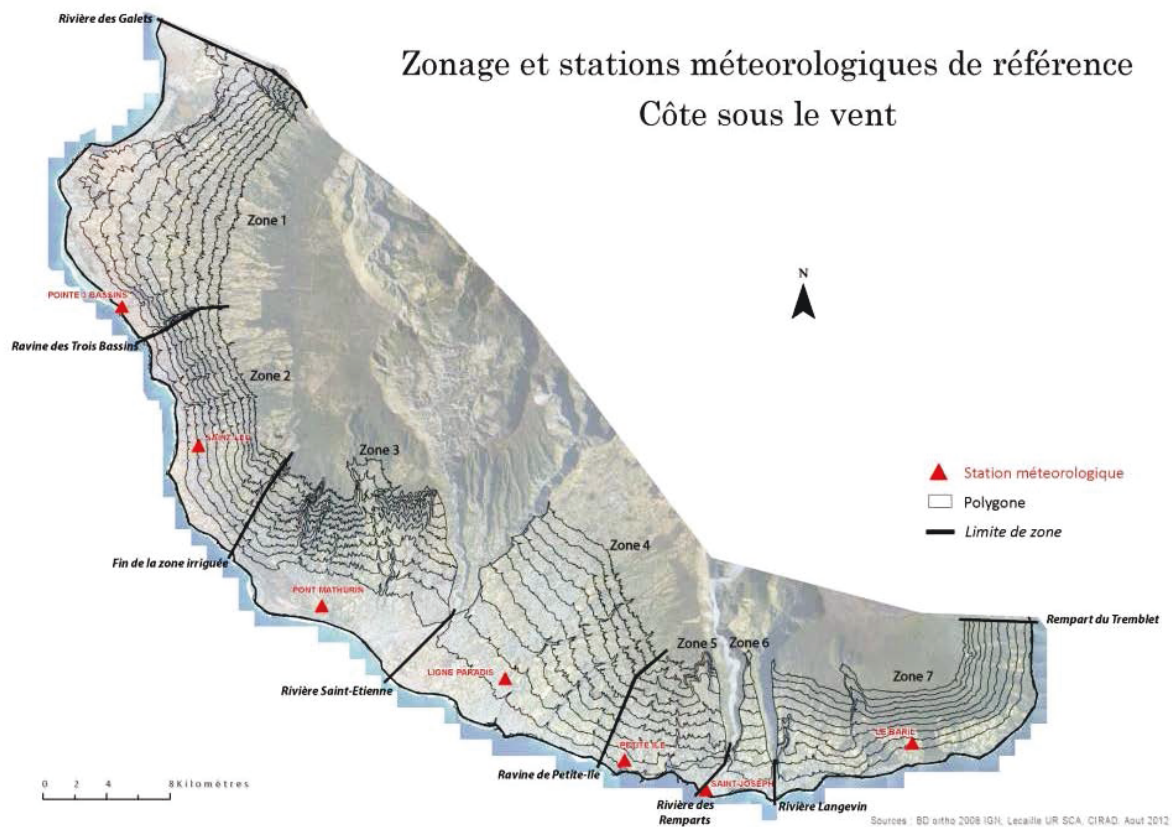 Rivière des Galets
Zonage et stations méteorologiques de référence
Côte sous le vent
Zone 1
N
POINTE 3 BASSINS
Ravine des Trois Bassins
Zone 2
SAINT-LEU
Zone 3
Station méteorologique
Polygone
Limite de zone
Zone 4
Fin de la zone irriguée
PONT MATHURIN
Rempart du Tremblet
Zone 5
Zone 6
Zone 7
LIGNE PARADIS
Rivière Saint-Etienne
LE BARIL
PETITE ILE
Ravine de Petite-Ile
SAINT-JOSEPH
0 2 4 8 Kilométres
Rivière des
Remparts
Rivière Langevin
Sources : BD ortho 2008 IGN, Lecaille UR SCA, CIRAD. Aout 2012